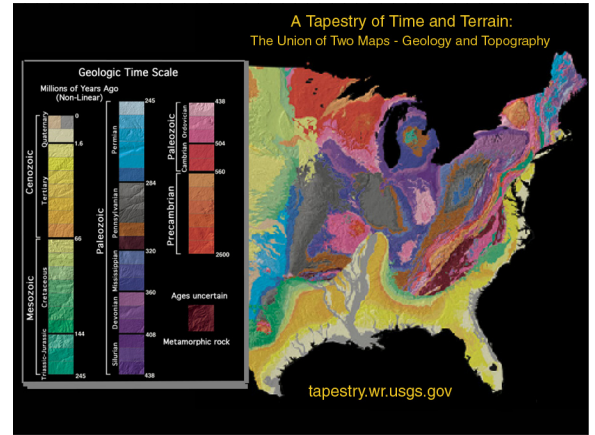 A Tapestry of Time and Terrain:
The Union of Two Maps - Geology and Topography
Geologic Time Scale
Millions of Years Ago
(Non-Linear)
Cenozoic
Quaternary
0
1.6
Tertiary
66
Mesozoic
Cretaceous
144
Triassic-Jurassic
245
Paleozoic
245
Permian
284
Pennsylvanian
320
Mississippian
360
Devonian
408
Silurian
438
Paleozoic
438
Ordovician
504
Cambrian
560
Precambrian
2600
Ages uncertain
Metamorphic rock
tapestry.wr.usgs.gov